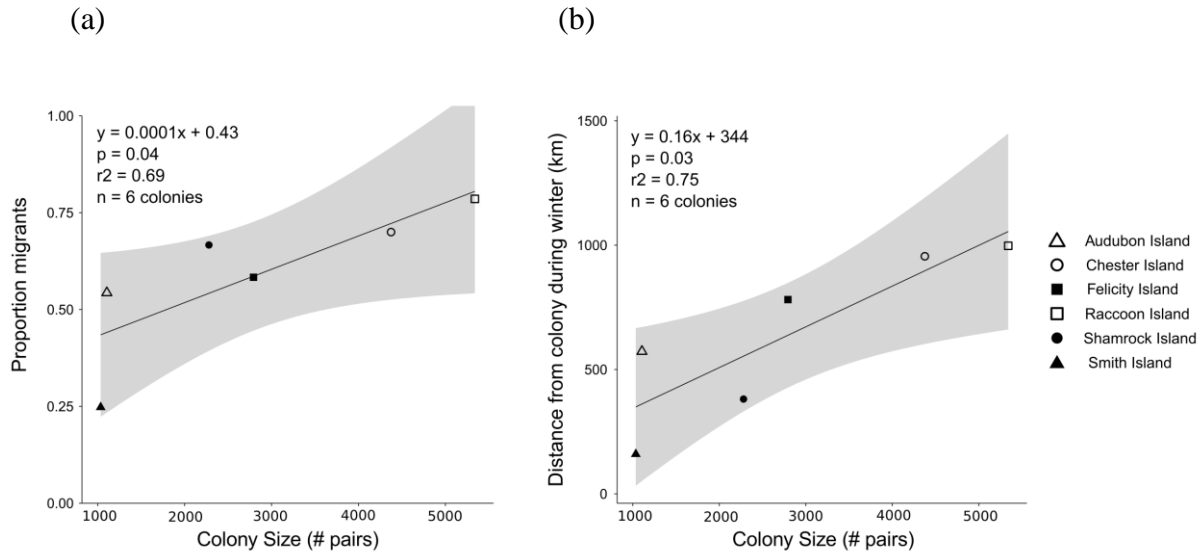 (a)
(b)
y = 0.0001x + 0.43
p = 0.04
r2 = 0.69
n = 6 colonies
Proportion migrants
1.00
0.75
0.50
0.25
0.00
1000 2000 3000 4000 5000
Colony Size (# pairs)
y = 0.16x + 344
p = 0.03
r2 = 0.75
n = 6 colonies
Distance from colony during winter (km)
1500
1000
500
0
1000 2000 3000 4000 5000
Colony Size (# pairs)
Audubon Island
Chester Island
Felicity Island
Raccoon Island
Shamrock Island
Smith Island